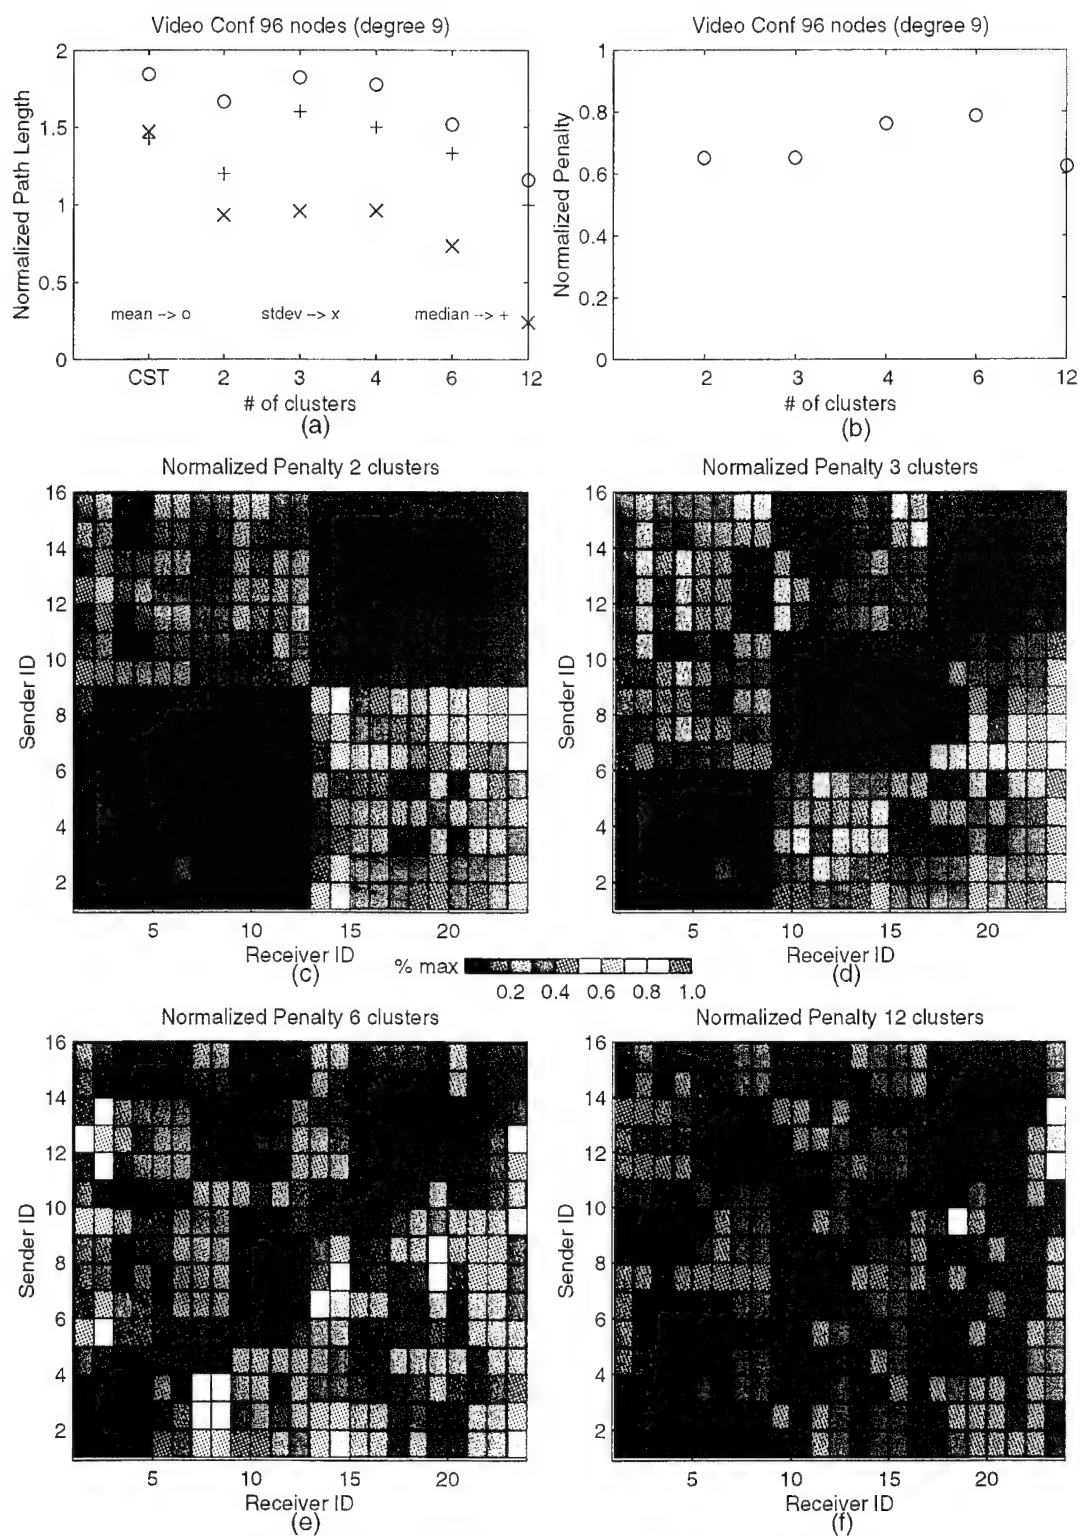 Video Conf 96 nodes (degree 9)
Normalized Path Length
2
1.5
1
0.5
0
mean -> o
stdev -> x
median -> +
CST 2 3 4 6 12
# of clusters
(a)
Video Conf 96 nodes (degree 9)
Normalized Penalty
1
0.8
0.6
0.4
0.2
0
2 3 4 6 12
# of clusters
(b)
Normalized Penalty 2 clusters
Sender ID
16
14
12
10
8
6
4
2
5 10 15 20
Receiver ID
(c)
Normalized Penalty 3 clusters
Sender ID
16
14
12
10
8
6
4
2
5 10 15 20
Receiver ID
(d)
% max
0.2 0.4 0.6 0.8 1.0
Normalized Penalty 6 clusters
Sender ID
16
14
12
10
8
6
4
2
5 10 15 20
Receiver ID
(e)
Normalized Penalty 12 clusters
Sender ID
16
14
12
10
8
6
4
2
5 10 15 20
Receiver ID
(f)